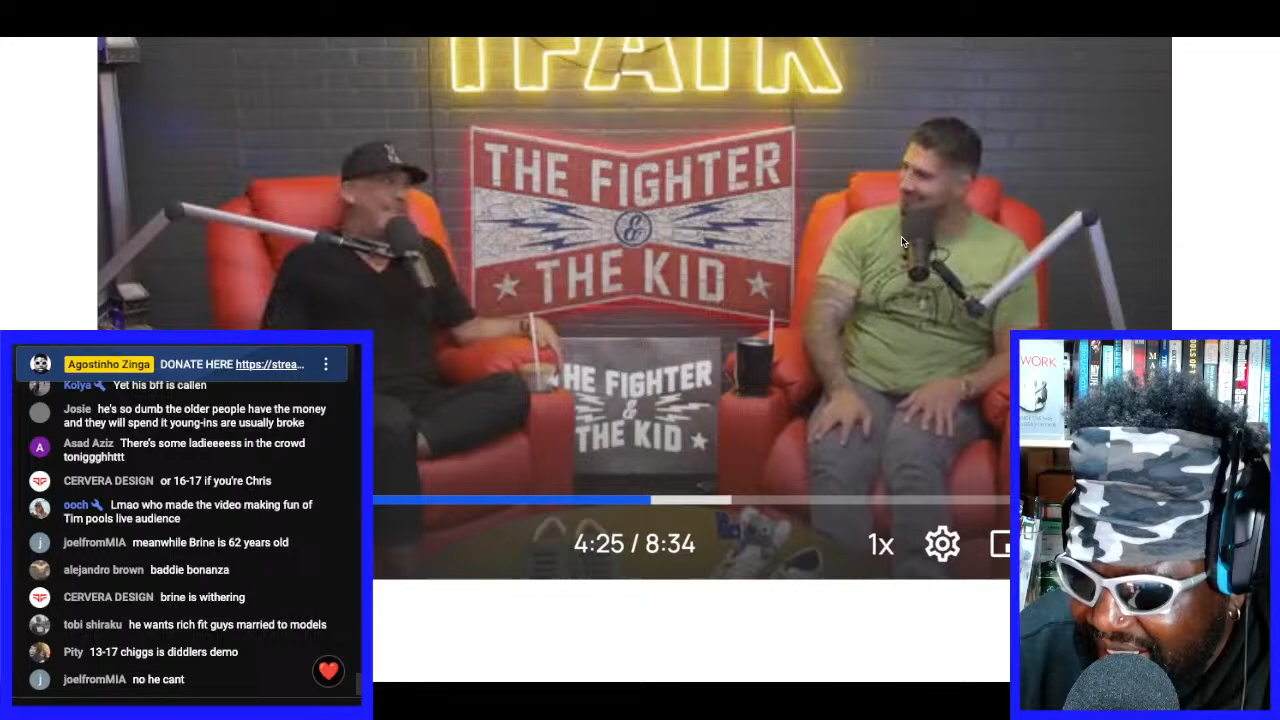 TFATK
THE FIGHTER
&
THE KID
THE FIGHTER
&
THE KID
4:25 / 8:34
1x
Agostinho Zinga DONATE HERE https://strea...
Kolya Yet his bff is callen
Josie he's so dumb the older people have the money
and they will spend it young-ins are usually broke
Asad Aziz There's some ladieeeess in the crowd
toniggghhttt
CERVERA DESIGN or 16-17 if you're Chris
ooch Lmao who made the video making fun of
Tim pools live audience
joelfromMIA meanwhile Brine is 62 years old
alejandro brown baddie bonanza
CERVERA DESIGN brine is withering
tobi shiraku he wants rich fit guys married to models
Pity 13-17 chiggs is diddlers demo
joelfromMIA no he cant
WORK